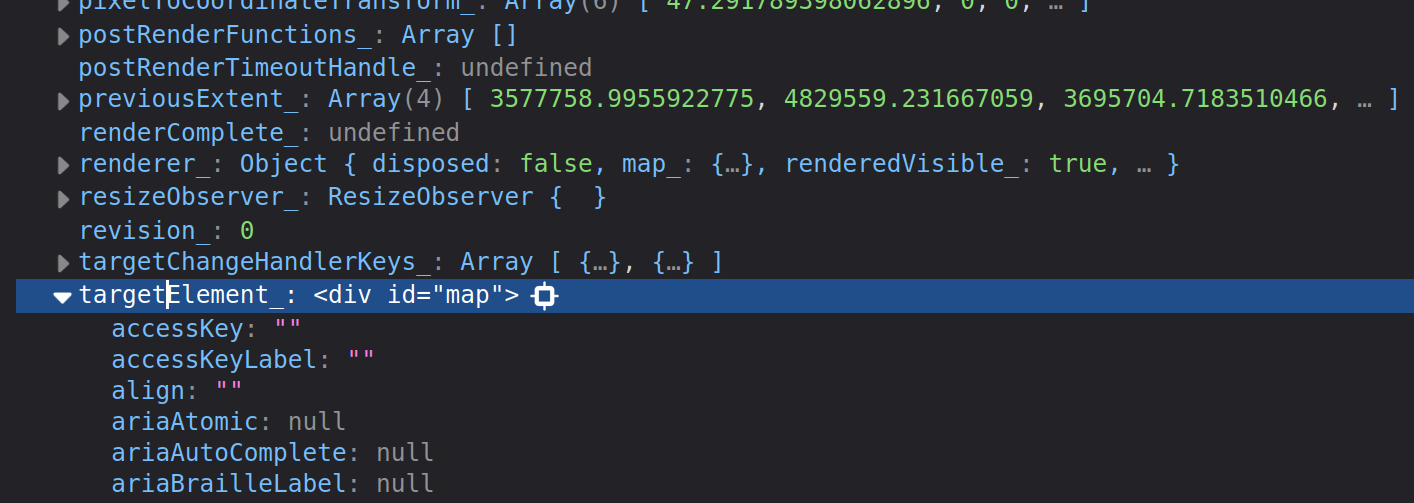 pixelToCoordinateTransform_: Array(6) [ 47.291789398062896, 0, 0, … ]
postRenderFunctions_: Array []
postRenderTimeoutHandle_: undefined
previousExtent_: Array(4) [ 3577758.9955922775, 4829559.231667059, 3695704.7183510466, … ]
renderComplete_: undefined
renderer_: Object { disposed: false, map_: {…}, renderedVisible_: true, … }
resizeObserver_: ResizeObserver {  }
revision_: 0
targetChangeHandlerKeys_: Array [ {…}, {…} ]
targetElement_: <div id="map">
accessKey: ""
accessKeyLabel: ""
align: ""
ariaAtomic: null
ariaAutoComplete: null
ariaBrailleLabel: null